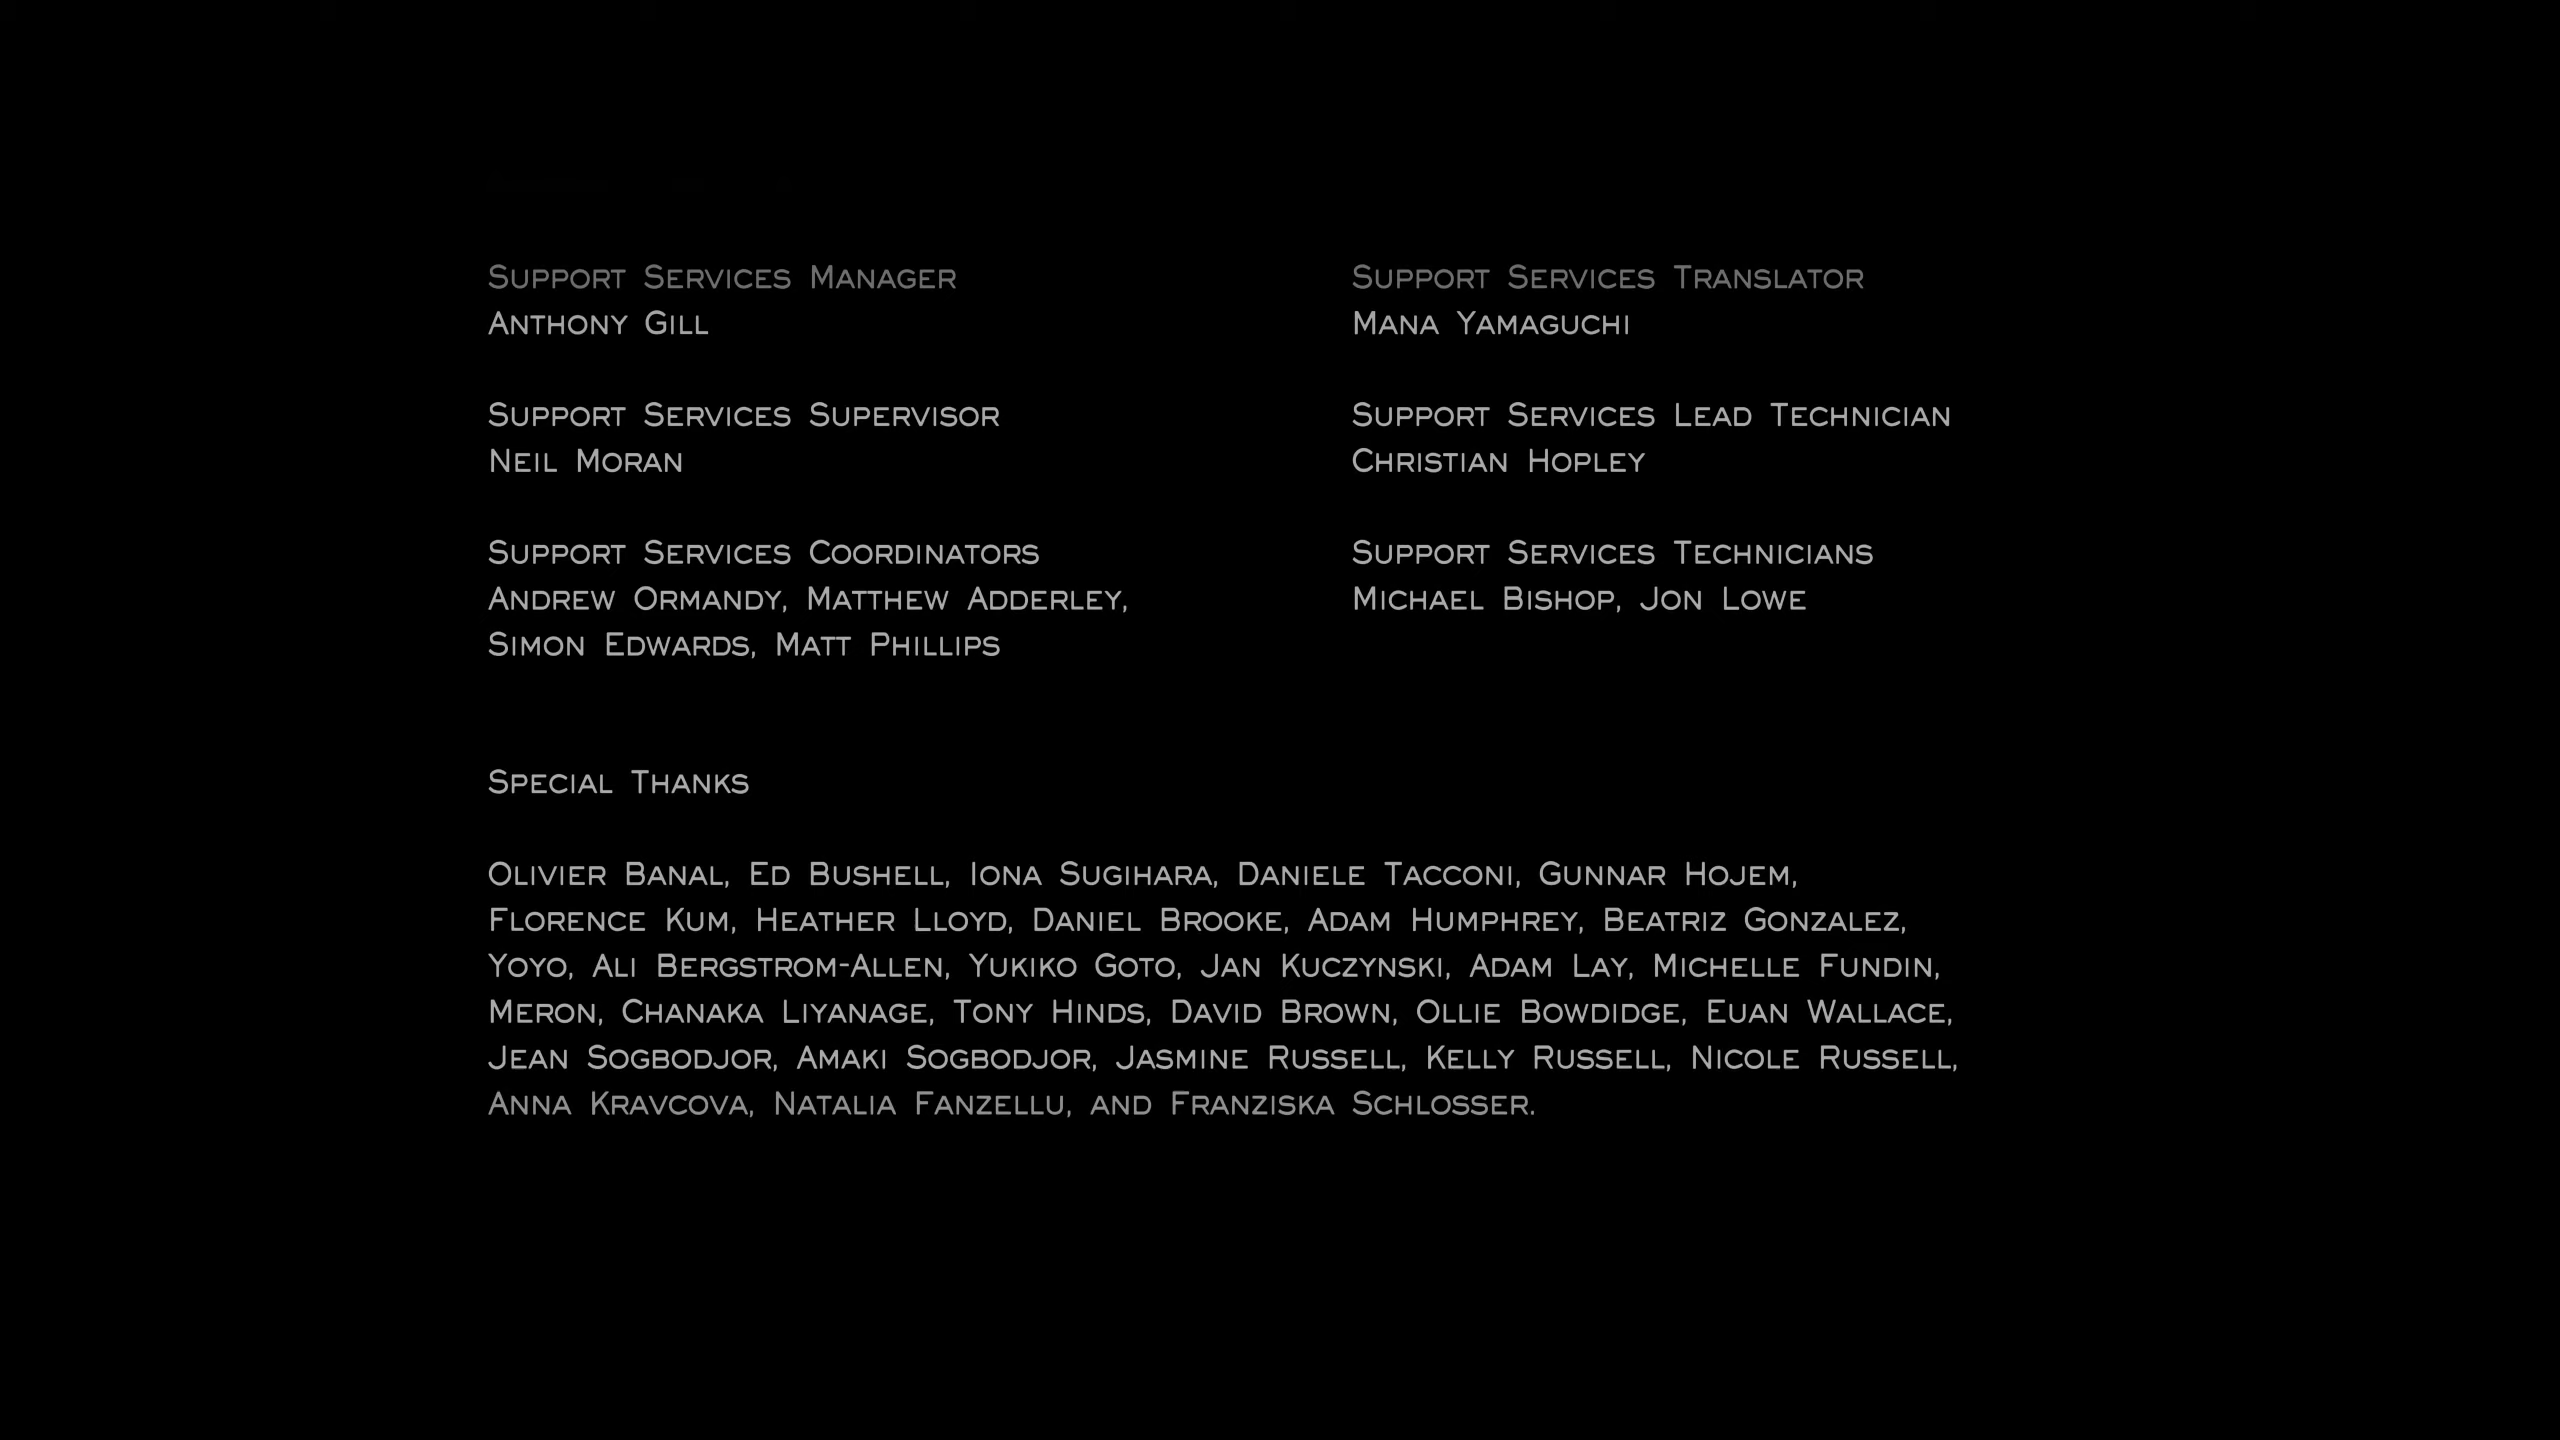 Support Services Manager
Anthony Gill
Support Services Supervisor
Neil Moran
Support Services Coordinators
Andrew Ormandy, Matthew Adderley,
Simon Edwards, Matt Phillips
Support Services Translator
Mana Yamaguchi
Support Services Lead Technician
Christian Hopley
Support Services Technicians
Michael Bishop, Jon Lowe
Special Thanks
Olivier Banal, Ed Bushell, Iona Sugihara, Daniele Tacconi, Gunnar Hojem,
Florence Kum, Heather Lloyd, Daniel Brooke, Adam Humphrey, Beatriz Gonzalez,
Yoyo, Ali Bergstrom-Allen, Yukiko Goto, Jan Kuczynski, Adam Lay, Michelle Fundin,
Meron, Chanaka Liyanage, Tony Hinds, David Brown, Ollie Bowdidge, Euan Wallace,
Jean Sogbodjor, Amaki Sogbodjor, Jasmine Russell, Kelly Russell, Nicole Russell,
Anna Kravcova, Natalia Fanzellu, and Franziska Schlosser.